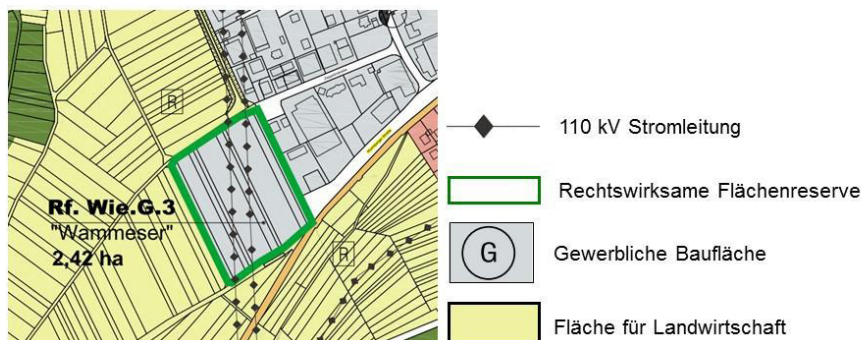 R
Rf. Wie.G.3
"Wammeser"
2,42 ha
R
110 kV Stromleitung
Rechtswirksame Flächenreserve
G
Gewerbliche Baufläche
Fläche für Landwirtschaft